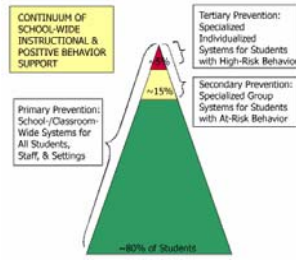 CONTINUUM OF
SCHOOL-WIDE
INSTRUCTIONAL &
POSITIVE BEHAVIOR
SUPPORT
Tertiary Prevention:
Specialized
Individualized
Systems for Students
with High-Risk Behavior
~5%
Secondary Prevention:
Specialized Group
Systems for Students
with At-Risk Behavior
~15%
Primary Prevention:
School-/Classroom-
Wide Systems for
All Students,
Staff, & Settings
~80% of Students